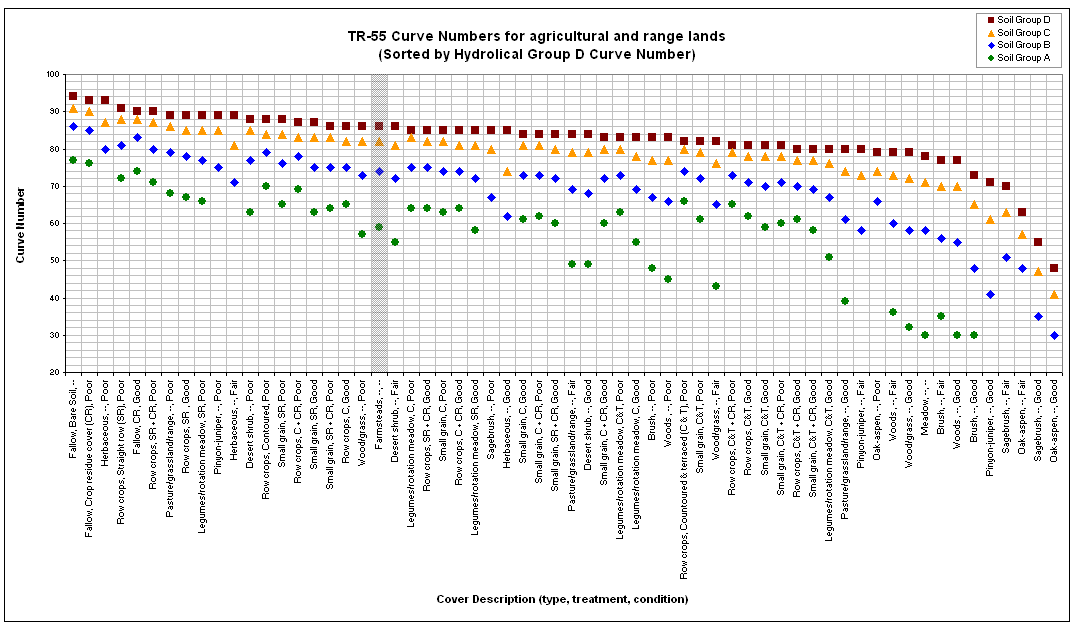 TR-55 Curve Numbers for agricultural and range lands
(Sorted by Hydrolical Group D Curve Number)
Soil Group D
Soil Group C
Soil Group B
Soil Group A
Curve Number
100
90
80
70
60
50
40
30
20
Fallow, Bare Soil, --
Fallow, Crop residue cover (CR), Poor
Herbaceous, --, Poor
Row crops, Straight row (SR), Poor
Fallow, CR, Good
Row crops, SR + CR, Poor
Pasture/grassland/range, --, Poor
Row crops, SR, Good
Legumes/rotation meadow, SR, Poor
Pinyon-juniper, --, Poor
Herbaceous, --, Fair
Desert shrub, --, Poor
Row crops, Contoured, Poor
Small grain, SR, Poor
Row crops, C + CR, Poor
Small grain, SR, Good
Small grain, SR + CR, Poor
Row crops, C, Good
Wood/grass, --, Poor
Farmsteads, --, --
Desert shrub, --, Fair
Legumes/rotation meadow, C, Poor
Row crops, SR + CR, Good
Small grain, C, Poor
Row crops, C + CR, Good
Legumes/rotation meadow, SR, Good
Sagebrush, --, Poor
Herbaceous, --, Good
Small grain, C + CR, Poor
Small grain, SR + CR, Good
Pasture/grassland/range, --, Fair
Desert shrub, --, Good
Small grain, C + CR, Good
Legumes/rotation meadow, C&T, Poor
Legumes/rotation meadow, C, Good
Brush, --, Poor
Woods, --, Poor
Row crops, Countoured & terraced (C & T), Poor
Small grain, C&T, Poor
Wood/grass, --, Fair
Row crops, C&T + CR, Poor
Row crops, C&T, Good
Small grain, C&T, Good
Small grain, C&T + CR, Poor
Row crops, C&T + CR, Good
Small grain, C&T + CR, Good
Legumes/rotation meadow, C&T, Good
Pasture/grassland/range, --, Good
Pinyon-juniper, --, Fair
Oak-aspen, --, Poor
Woods, --, Fair
Wood/grass, --, Good
Meadow, --, --
Brush, --, Fair
Woods, --, Good
Brush, --, Good
Pinyon-juniper, --, Good
Sagebrush, --, Fair
Oak-aspen, --, Fair
Sagebrush, --, Good
Oak-aspen, --, Good
Cover Description (type, treatment, condition)